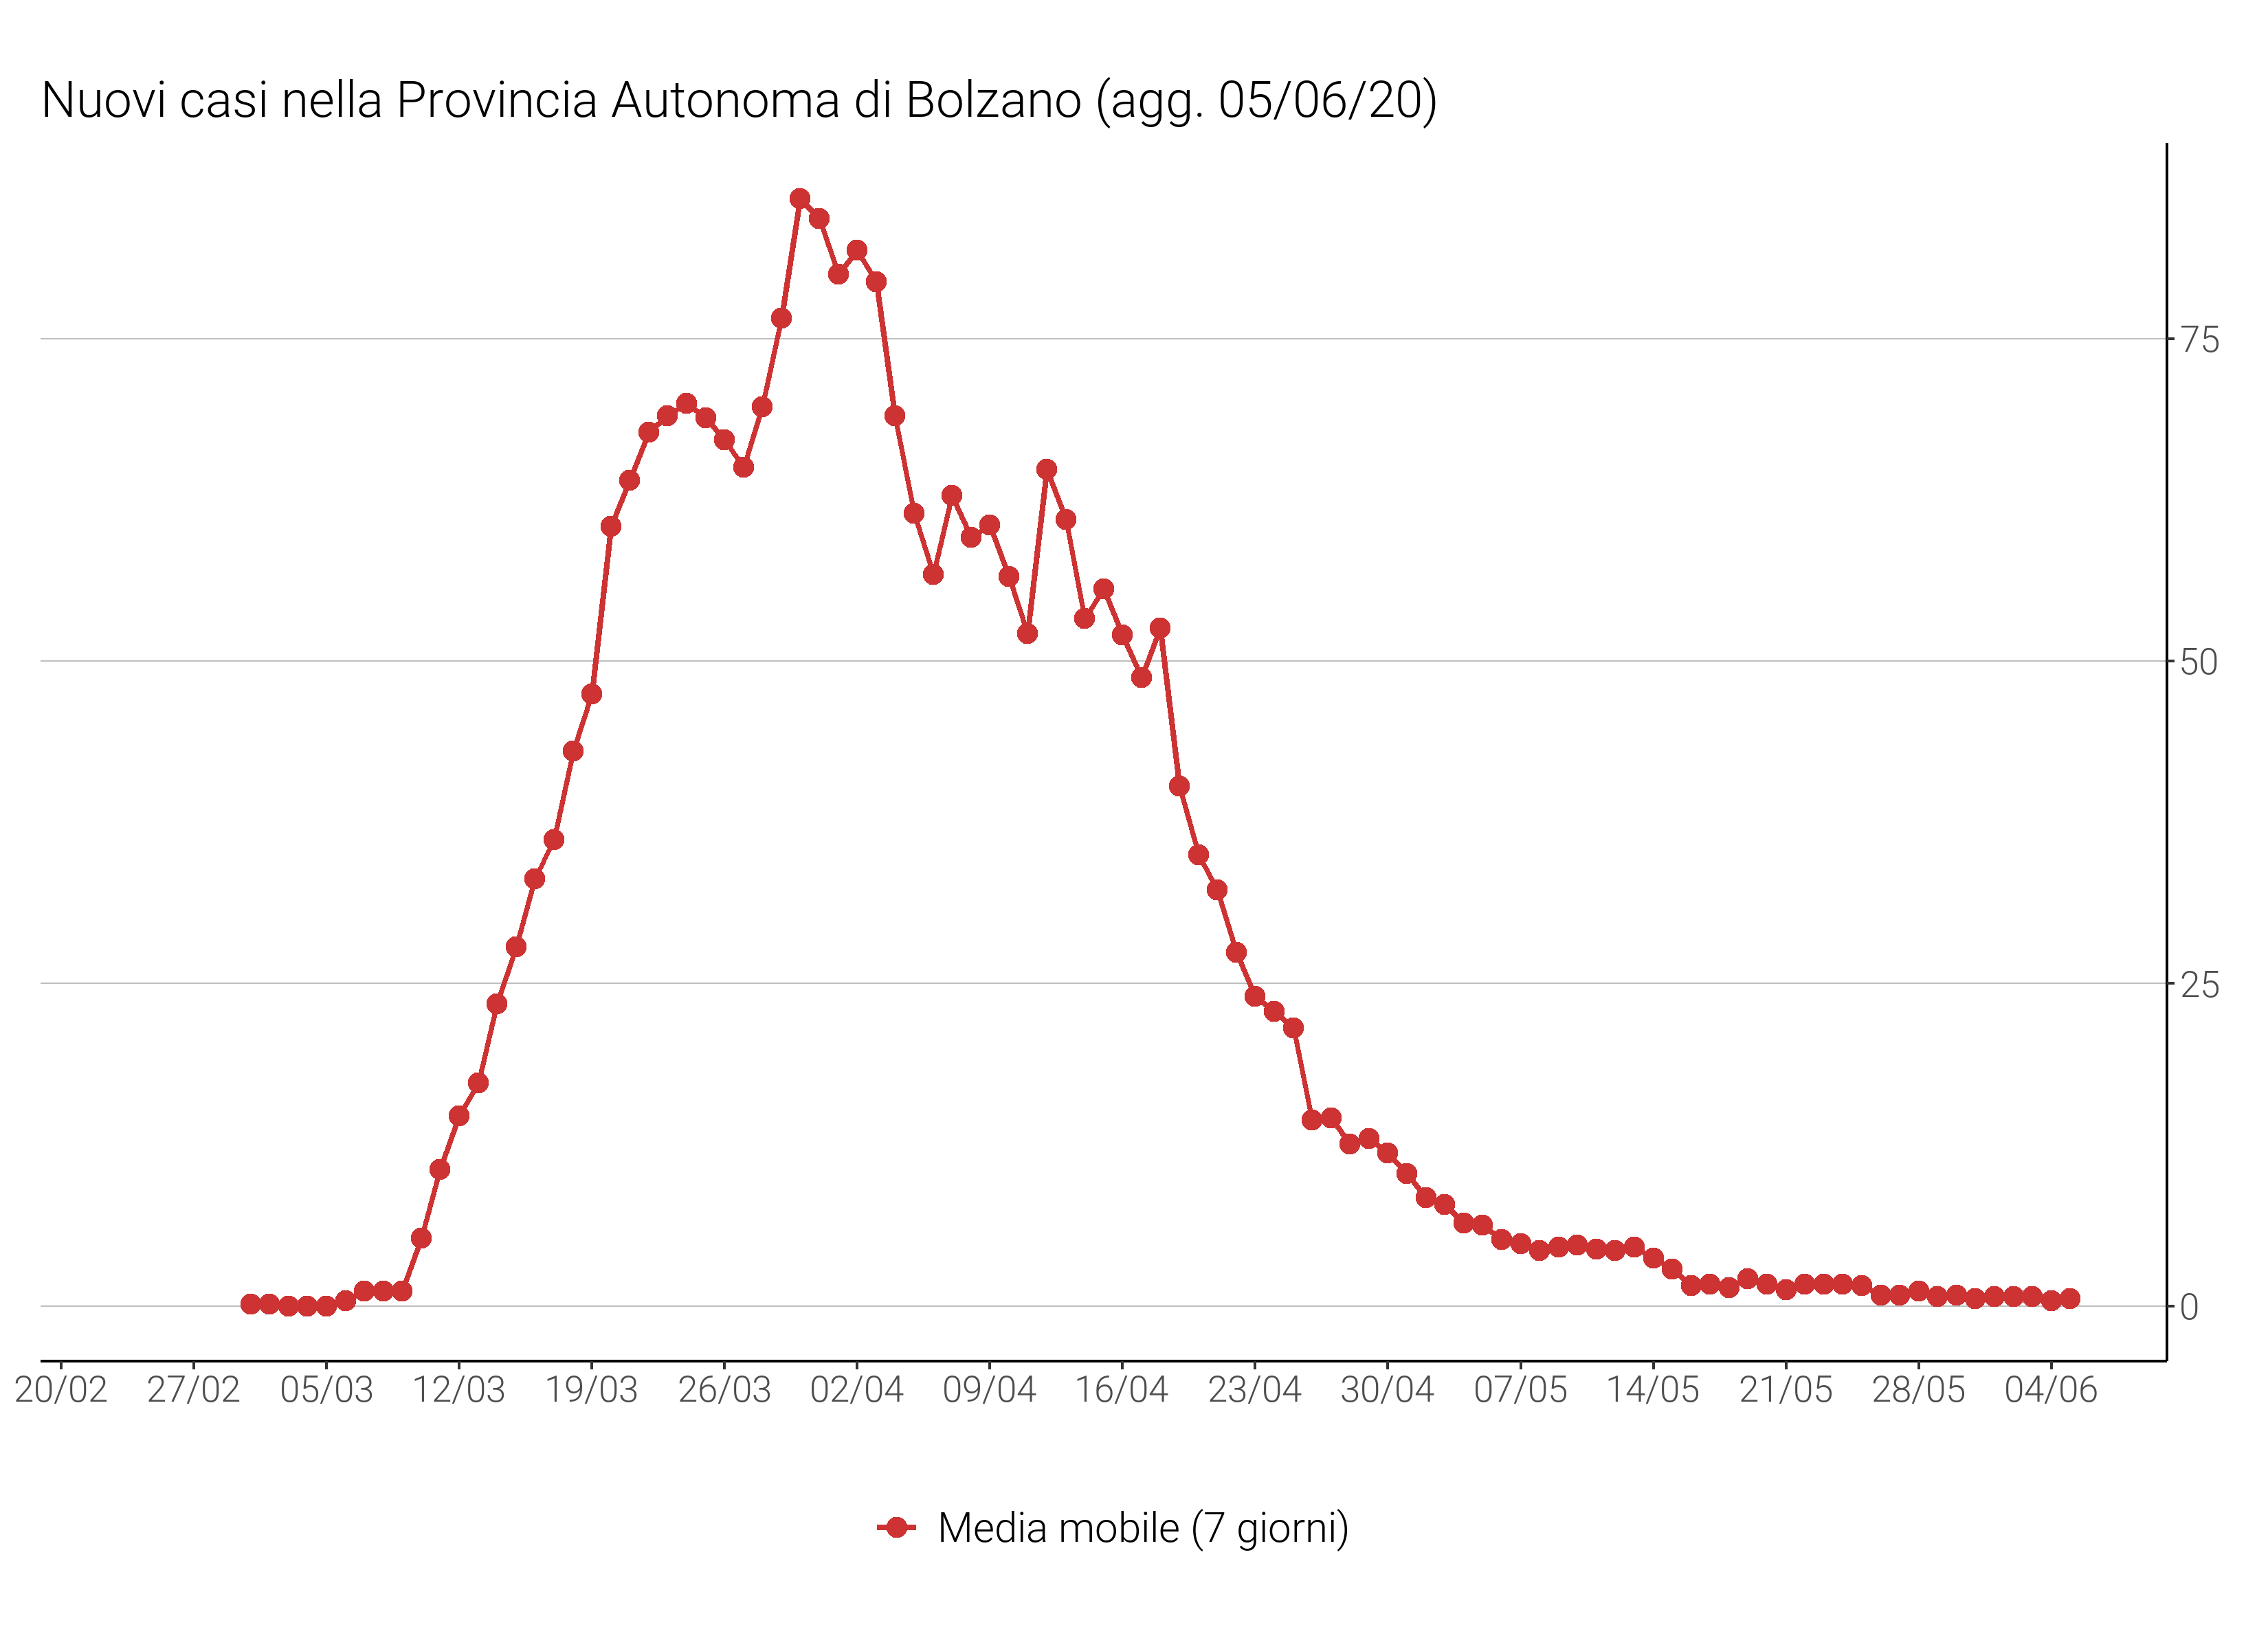 Nuovi casi nella Provincia Autonoma di Bolzano (agg. 05/06/20)
75
50
25
0
20/02 27/02 05/03 12/03 19/03 26/03 02/04 09/04 16/04 23/04 30/04 07/05 14/05 21/05 28/05 04/06
Media mobile (7 giorni)